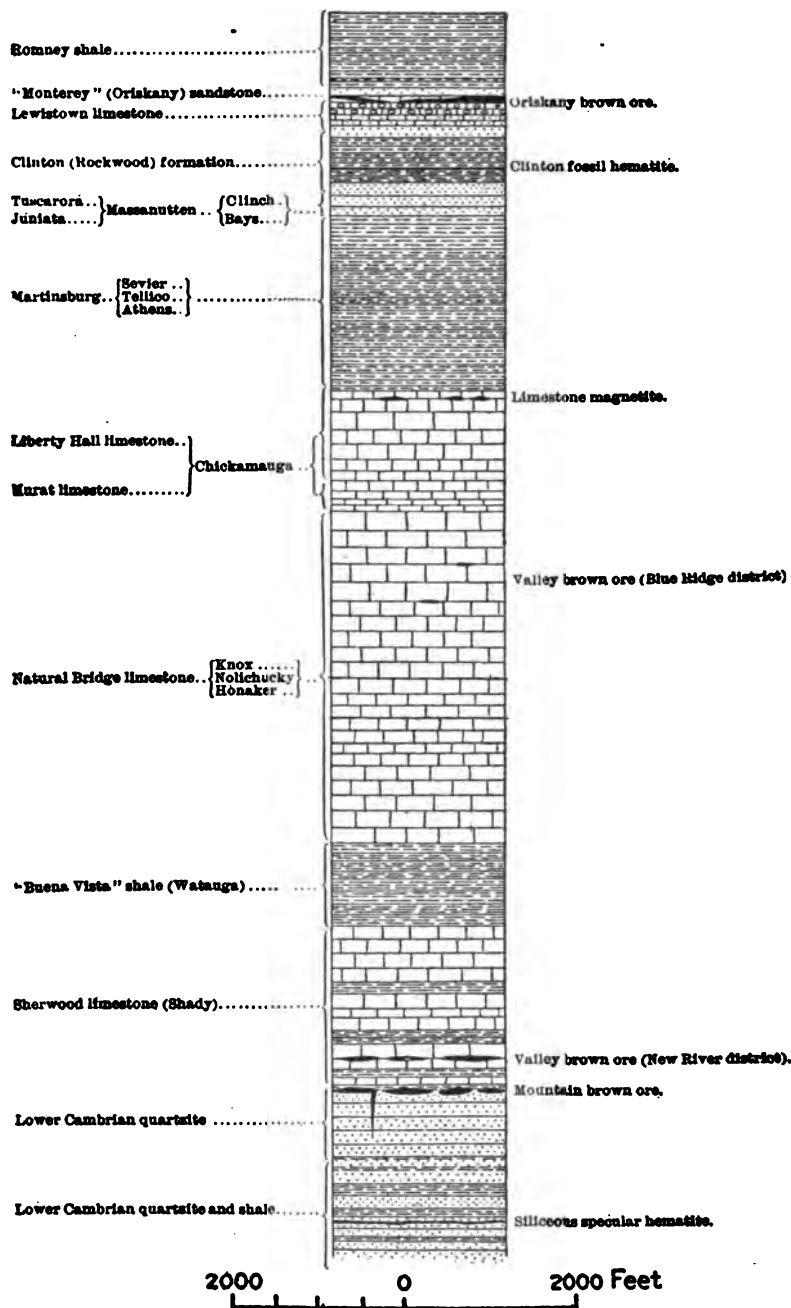 Romney shale
"Monterey" (Oriskany) sandstone
Oriskany brown ore.
Lewistown limestone
Clinton (Rockwood) formation
Clinton fossil hematite.
Tuscarora
Juniata
Massanutten
Clinch
Bays
Martinsburg
Sevier
Tellico
Athens
Limestone magnetite.
Liberty Hall limestone
Chickamauga
Murat limestone
Valley brown ore (Blue Ridge district)
Natural Bridge limestone
Knox
Nolichucky
Honaker
"Buena Vista" shale (Watauga)
Sherwood limestone (Shady)
Valley brown ore (New River district).
Mountain brown ore.
Lower Cambrian quartzite
Lower Cambrian quartzite and shale
Siliceous specular hematite.
2000 0 2000 Feet